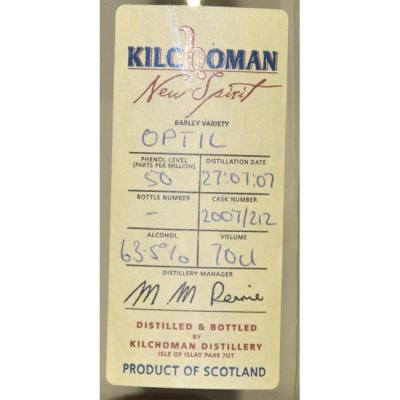 KILCHOMAN
New Spirit
BARLEY VARIETY
OPTIC
PHENOL LEVEL DISTILLATION DATE
[PARTS PER MILLION]
50 27:07:07
BOTTLE NUMBER CASK NUMBER
- 2007/212
ALCOHOL VOLUME
63.5% 70cl
DISTILLERY MANAGER
M M Rennie
DISTILLED & BOTTLED
BY
KILCHOMAN DISTILLERY
ISLE OF ISLAY PA49 7UT
PRODUCT OF SCOTLAND